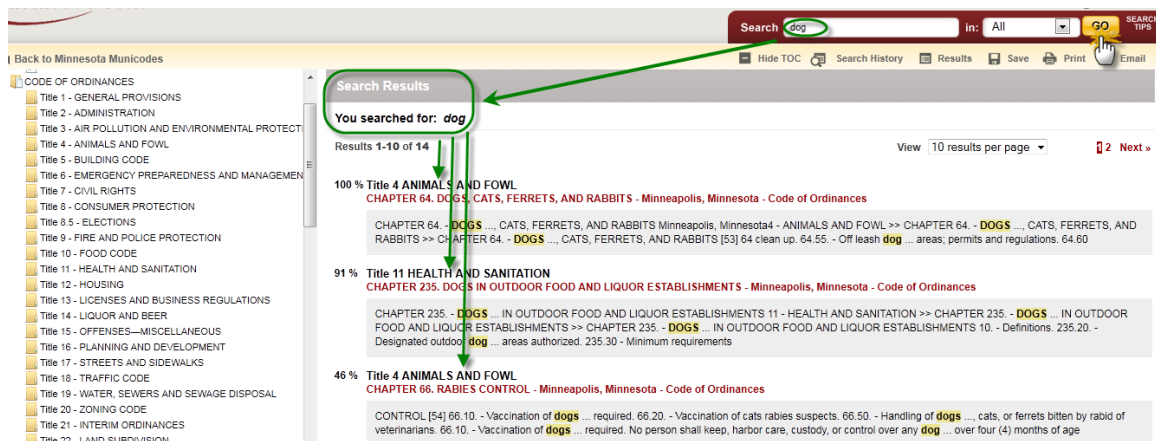 Search dog in: All GO SEARCH TIPS
Back to Minnesota Municodes
Hide TOC Search History Results Save Print Email
CODE OF ORDINANCES
Title 1 - GENERAL PROVISIONS
Title 2 - ADMINISTRATION
Title 3 - AIR POLLUTION AND ENVIRONMENTAL PROTECTI
Title 4 - ANIMALS AND FOWL
Title 5 - BUILDING CODE
Title 6 - EMERGENCY PREPAREDNESS AND MANAGEMEN
Title 7 - CIVIL RIGHTS
Title 8 - CONSUMER PROTECTION
Title 8.5 - ELECTIONS
Title 9 - FIRE AND POLICE PROTECTION
Title 10 - FOOD CODE
Title 11 - HEALTH AND SANITATION
Title 12 - HOUSING
Title 13 - LICENSES AND BUSINESS REGULATIONS
Title 14 - LIQUOR AND BEER
Title 15 - OFFENSES—MISCELLANEOUS
Title 16 - PLANNING AND DEVELOPMENT
Title 17 - STREETS AND SIDEWALKS
Title 18 - TRAFFIC CODE
Title 19 - WATER, SEWERS AND SEWAGE DISPOSAL
Title 20 - ZONING CODE
Title 21 - INTERIM ORDINANCES
Title 22 - LAND SUBDIVISION
Search Results
You searched for: dog
Results 1-10 of 14 View 10 results per page 1 2 Next »
100 % Title 4 ANIMALS AND FOWL
CHAPTER 64. DOGS, CATS, FERRETS, AND RABBITS - Minneapolis, Minnesota - Code of Ordinances
CHAPTER 64. - DOGS ..., CATS, FERRETS, AND RABBITS Minneapolis, Minnesota4 - ANIMALS AND FOWL >> CHAPTER 64. - DOGS ..., CATS, FERRETS, AND
RABBITS >> CHAPTER 64. - DOGS ..., CATS, FERRETS, AND RABBITS [53] 64 clean up. 64.55. - Off leash dog ... areas; permits and regulations. 64.60
91 % Title 11 HEALTH AND SANITATION
CHAPTER 235. DOGS IN OUTDOOR FOOD AND LIQUOR ESTABLISHMENTS - Minneapolis, Minnesota - Code of Ordinances
CHAPTER 235. - DOGS ... IN OUTDOOR FOOD AND LIQUOR ESTABLISHMENTS 11 - HEALTH AND SANITATION >> CHAPTER 235. - DOGS ... IN OUTDOOR
FOOD AND LIQUOR ESTABLISHMENTS >> CHAPTER 235. - DOGS ... IN OUTDOOR FOOD AND LIQUOR ESTABLISHMENTS 10. - Definitions. 235.20. -
Designated outdoor dog ... areas authorized. 235.30 - Minimum requirements
46 % Title 4 ANIMALS AND FOWL
CHAPTER 66. RABIES CONTROL - Minneapolis, Minnesota - Code of Ordinances
CONTROL [54] 66.10. - Vaccination of dogs ... required. 66.20. - Vaccination of cats rabies suspects. 66.50. - Handling of dogs ..., cats, or ferrets bitten by rabid of
veterinarians. 66.10. - Vaccination of dogs ... required. No person shall keep, harbor care, custody, or control over any dog ... over four (4) months of age